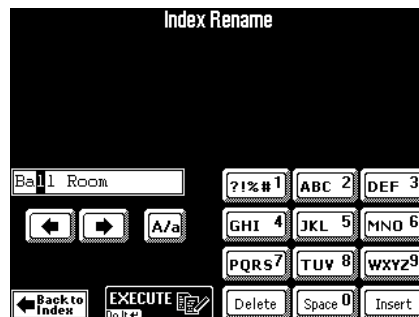 Index Rename
Ball Room
?!%#1
ABC 2
DEF 3
A/a
GHI 4
JKL 5
MNO 6
PQRS7
TUV 8
WXYZ9
Back to
Index
EXECUTE
Do It
Delete
Space 0
Insert